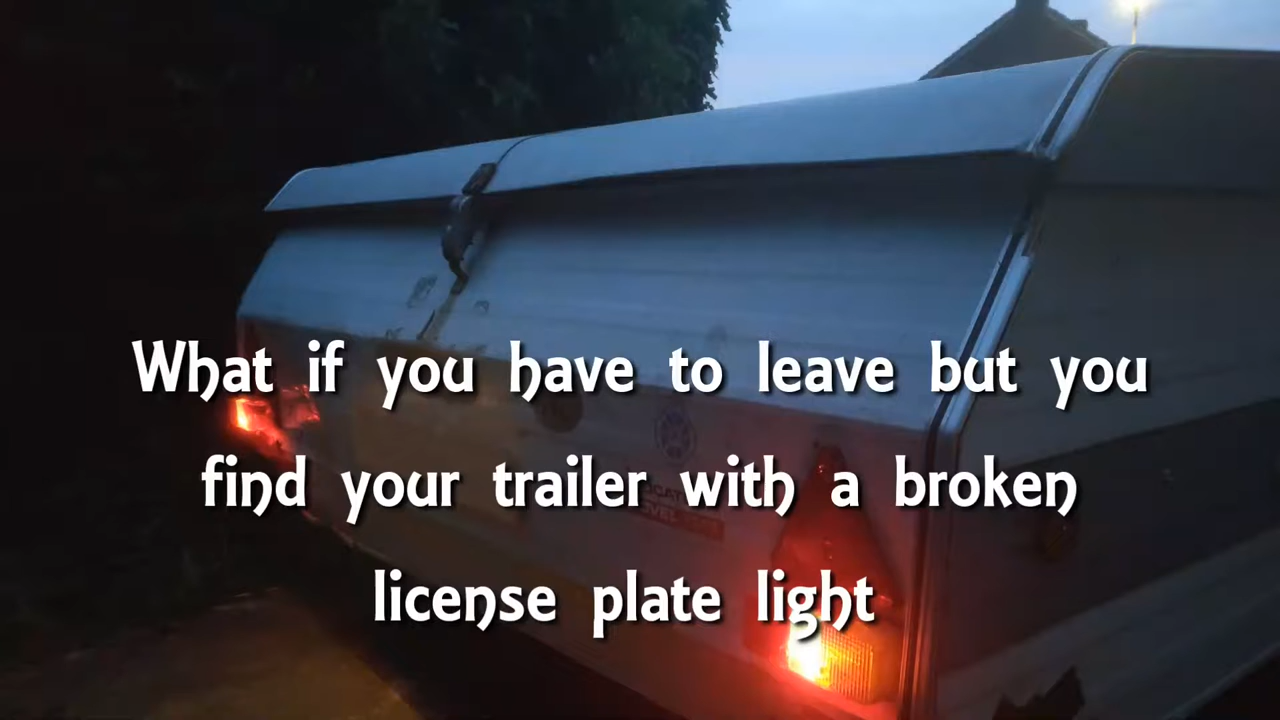 What if you have to leave but you
find your trailer with a broken
license plate light